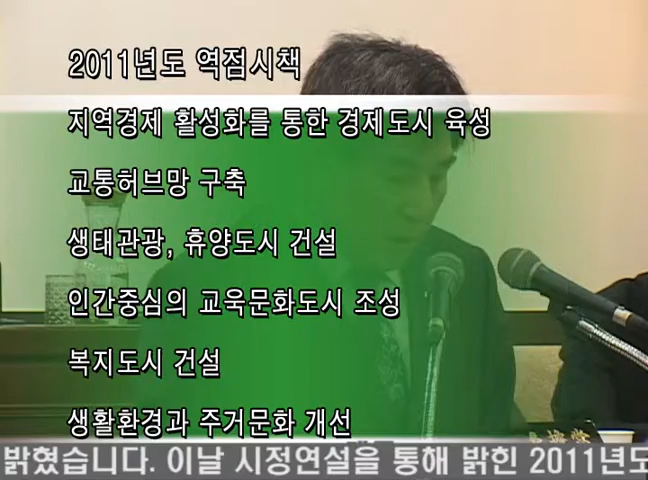 2011년도 역점시책
지역경제 활성화를 통한 경제도시 육성
교통허브망 구축
생태관광, 휴양도시 건설
인간중심의 교육문화도시 조성
복지도시 건설
생활환경과 주거문화 개선
밝혔습니다. 이날 시정연설을 통해 밝힌 2011년도